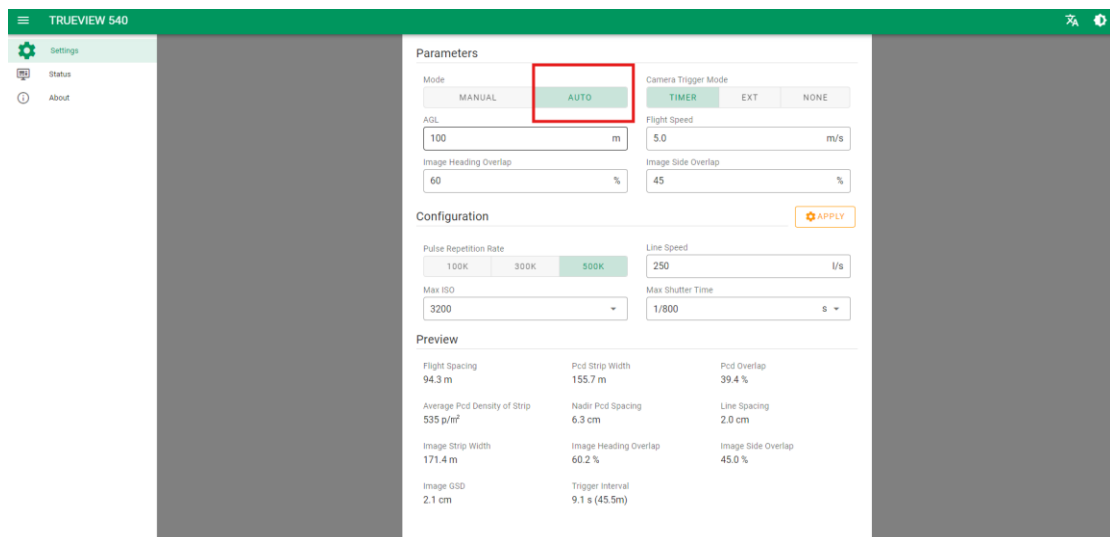 TRUEVIEW 540
Settings
Status
About
Parameters
Mode
Camera Trigger Mode
MANUAL AUTO
TIMER EXT NONE
AGL
Flight Speed
100 m
5.0 m/s
Image Heading Overlap
Image Side Overlap
60 %
45 %
Configuration
APPLY
Pulse Repetition Rate
Line Speed
100K 300K 500K
250 l/s
Max ISO
Max Shutter Time
3200
1/800 s
Preview
Flight Spacing
Pcd Strip Width
Pcd Overlap
94.3 m
155.7 m
39.4 %
Average Pcd Density of Strip
Nadir Pcd Spacing
Line Spacing
535 p/m²
6.3 cm
2.0 cm
Image Strip Width
Image Heading Overlap
Image Side Overlap
171.4 m
60.2 %
45.0 %
Image GSD
Trigger Interval
2.1 cm
9.1 s (45.5m)